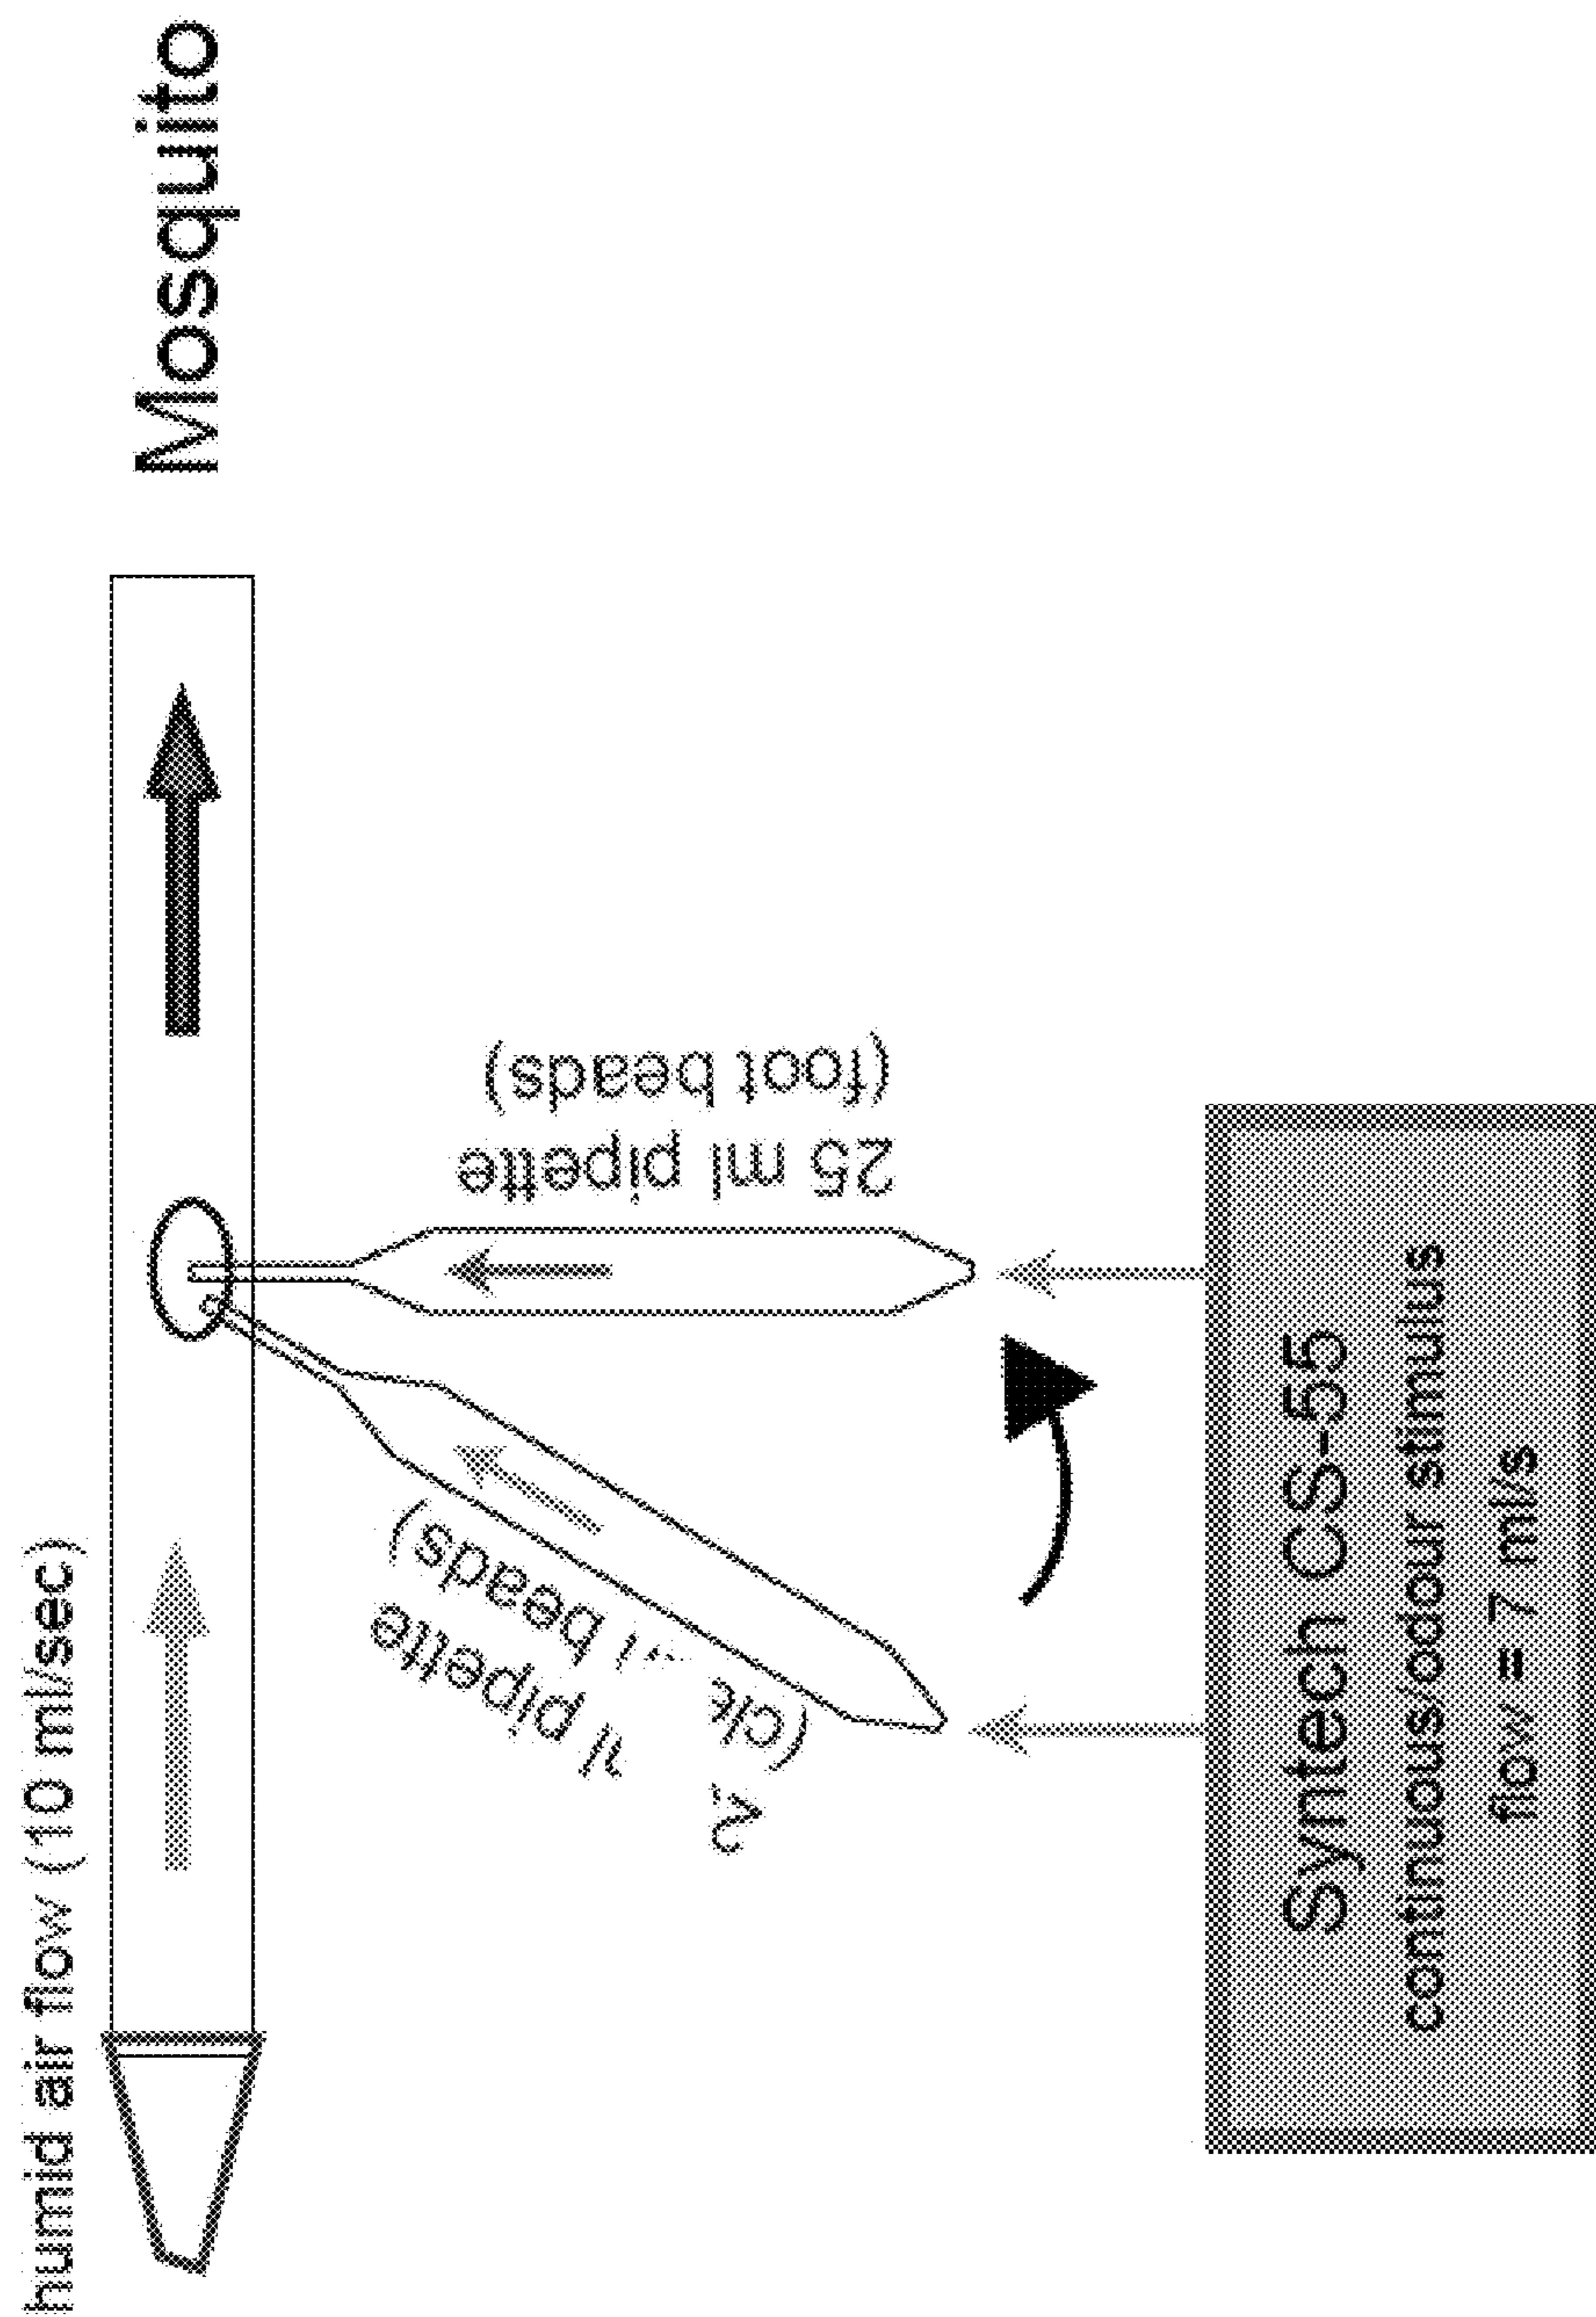 humid air flow (10 ml/sec)
Mosquito
pipette
beads)
25 ml pipette
(foot beads)
Syntech CS-55
continuous/odour stimulus
flow = 7 ml/s